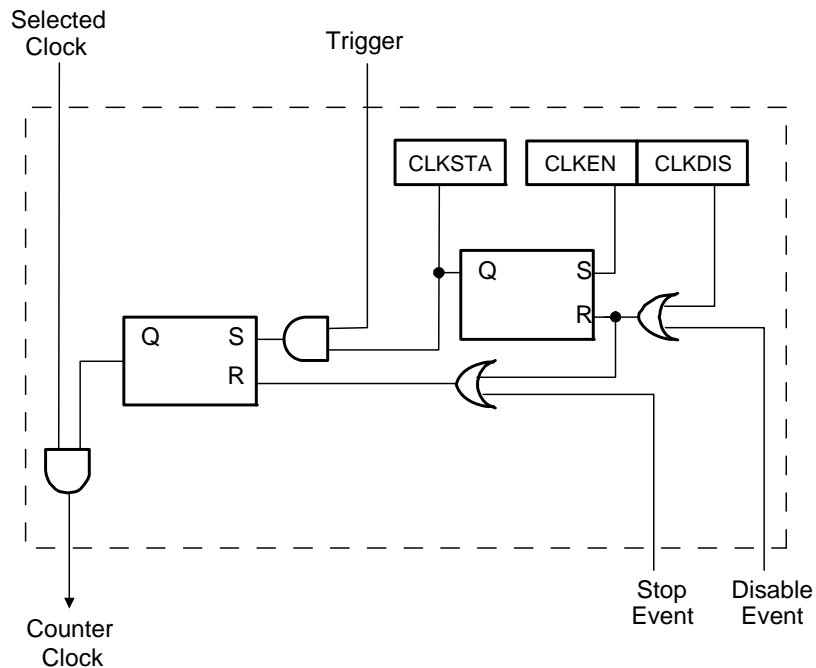 Selected
Clock
Trigger
CLKSTA
CLKEN
CLKDIS
Q
S
R
Q
S
R
Stop
Event
Disable
Event
Counter
Clock